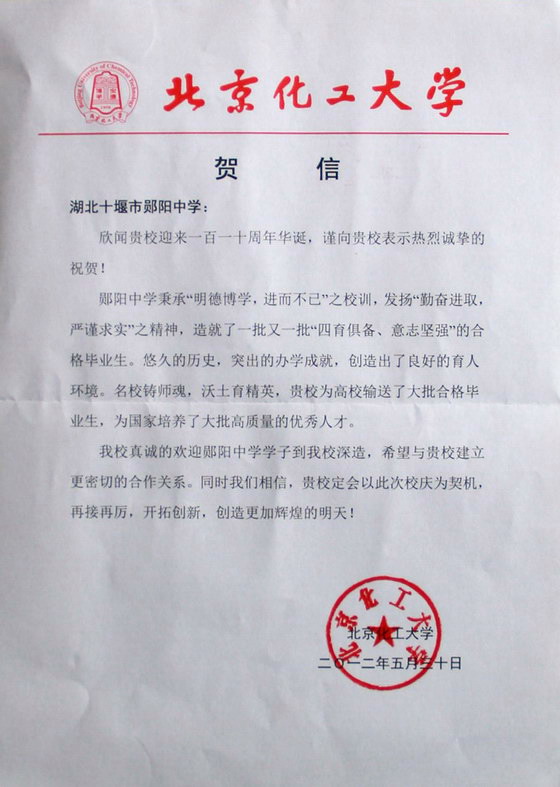 Beijing University of Chemical Technology
北京化工大学
贺 信
湖北十堰市郧阳中学：
欣闻贵校迎来一百一十周年华诞，谨向贵校表示热烈诚挚的
祝贺！
郧阳中学秉承“明德博学，进而不已”之校训，发扬“勤奋进取，
严谨求实”之精神，造就了一批又一批“四育俱备、意志坚强”的合
格毕业生。悠久的历史，突出的办学成就，创造出了良好的育人
环境。名校铸师魂，沃土育精英，贵校为高校输送了大批合格毕
业生，为国家培养了大批高质量的优秀人才。
我校真诚的欢迎郧阳中学学子到我校深造，希望与贵校建立
更密切的合作关系。同时我们相信，贵校定会以此次校庆为契机，
再接再厉，开拓创新，创造更加辉煌的明天！
北京化工大学
北京化工大学
二〇一二年五月三十日